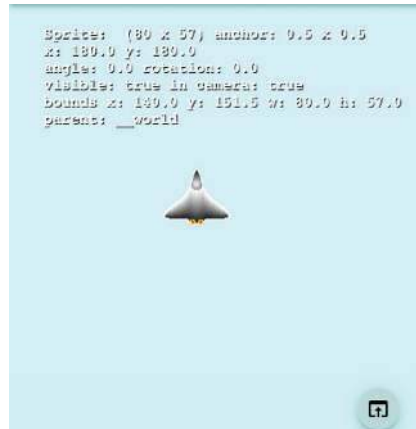 Sprite: (80 x 57) anchor: 0.5 x 0.5
x: 180.0 y: 180.0
angle: 0.0 rotation: 0.0
visible: true in camera: true
bounds x: 140.0 y: 151.5 w: 80.0 h: 57.0
parent: __world